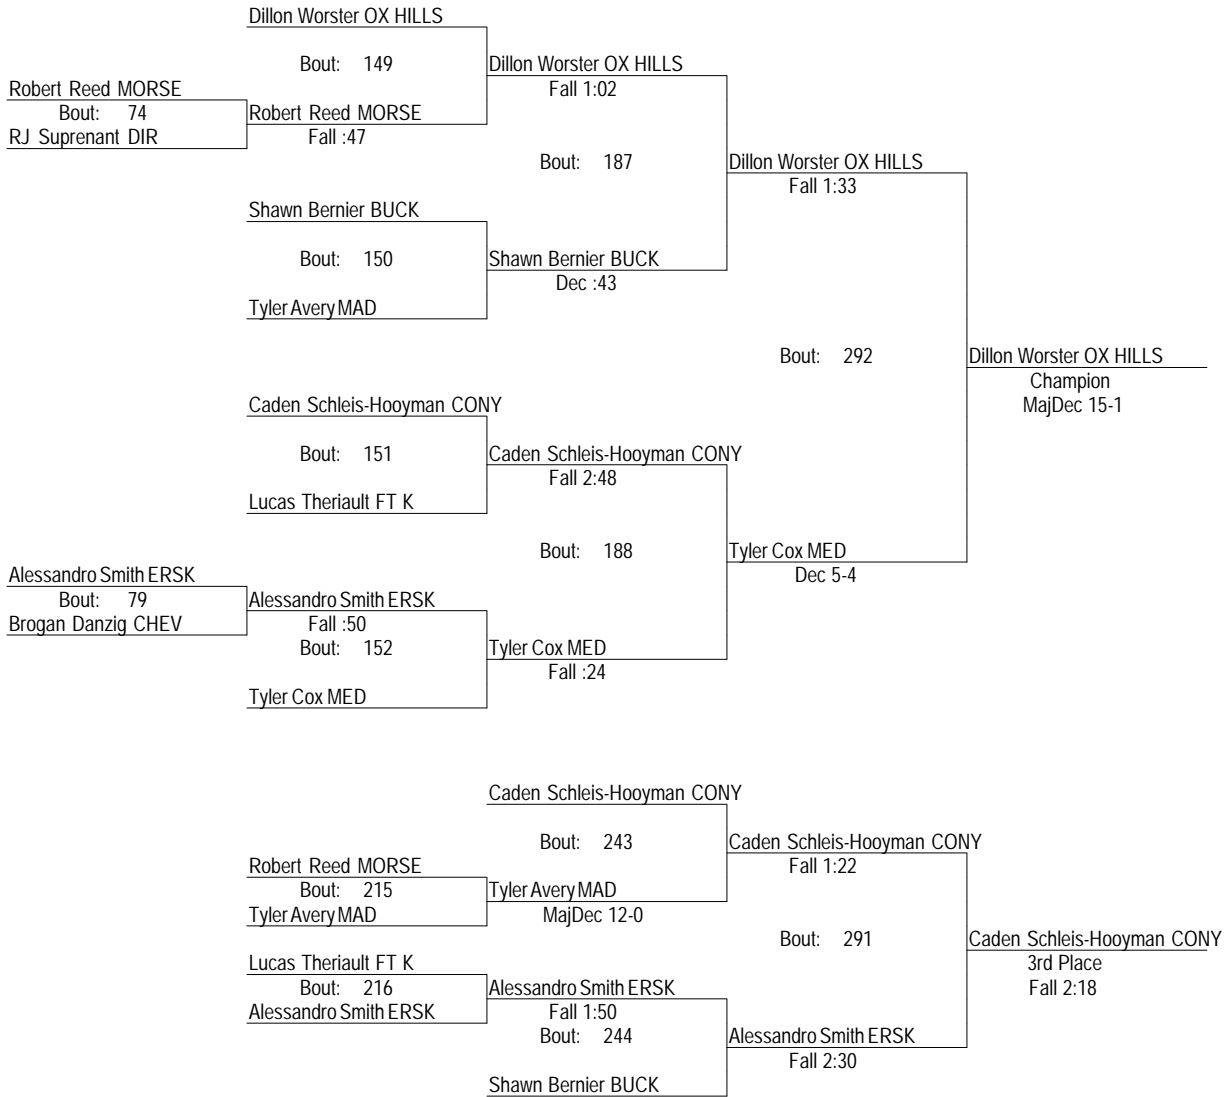 Dillon Worster OX HILLS
Bout: 149
Dillon Worster OX HILLS
Robert Reed MORSE
Fall 1:02
Bout: 74
Robert Reed MORSE
RJ Suprenant DIR
Fall :47
Bout: 187
Dillon Worster OX HILLS
Fall 1:33
Shawn Bernier BUCK
Bout: 150
Shawn Bernier BUCK
Dec :43
Tyler Avery MAD
Bout: 292
Dillon Worster OX HILLS
Champion
MajDec 15-1
Caden Schleis-Hooyman CONY
Bout: 151
Caden Schleis-Hooyman CONY
Fall 2:48
Lucas Theriault FT K
Bout: 188
Tyler Cox MED
Dec 5-4
Alessandro Smith ERSK
Bout: 79
Alessandro Smith ERSK
Brogan Danzig CHEV
Fall :50
Bout: 152
Tyler Cox MED
Fall :24
Tyler Cox MED
Caden Schleis-Hooyman CONY
Bout: 243
Caden Schleis-Hooyman CONY
Fall 1:22
Robert Reed MORSE
Bout: 215
Tyler Avery MAD
Tyler Avery MAD
MajDec 12-0
Bout: 291
Caden Schleis-Hooyman CONY
3rd Place
Fall 2:18
Lucas Theriault FT K
Bout: 216
Alessandro Smith ERSK
Alessandro Smith ERSK
Fall 1:50
Bout: 244
Alessandro Smith ERSK
Fall 2:30
Shawn Bernier BUCK